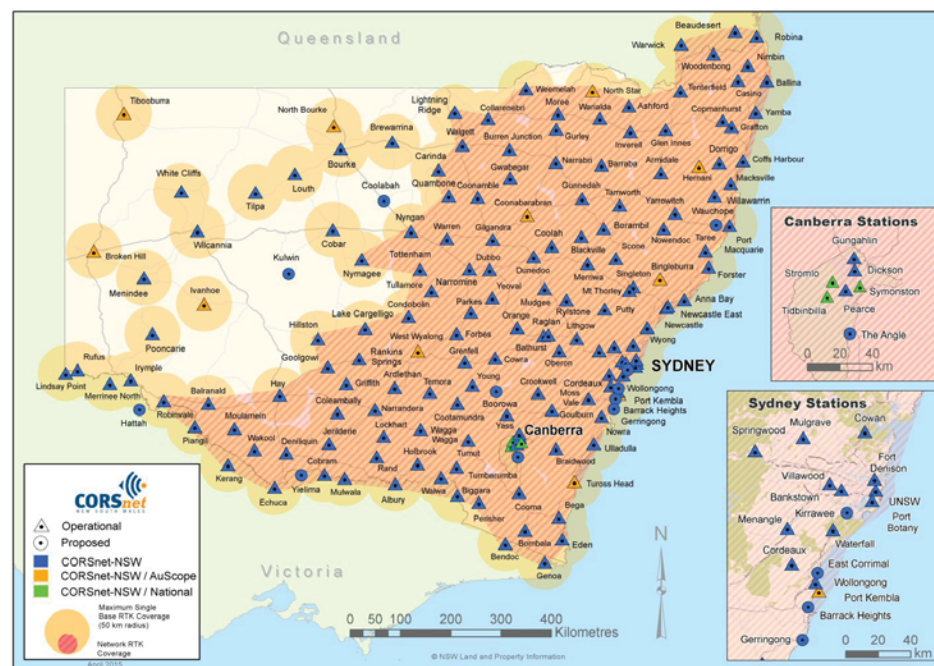 Queensland
Beaudesert
Robina
Warwick
Nimbin
Woodenbong
Ballina
Tenterfield
Casino
Tibooburra
North Bourke
Lightning
Ridge
Weemelah
Collarenebri
Moree
North Star
Warialda
Ashford
Copmanhurst
Yamba
Grafton
Brewarrina
Walgett
Burren Junction
Gurley
Inverell
Glen Innes
Dorrigo
Bourke
Carinda
Gwabegar
Narrabri
Barraba
Armidale
Hernani
Coffs Harbour
White Cliffs
Louth
Coolabah
Quambone
Coonamble
Gunnedah
Tamworth
Macksville
Tilpa
Coonabarabran
Yarrowitch
Willawarrin
Wauchope
Nyngan
Warren
Gilgandra
Coolah
Borambil
Blackville
Scone
Nowendoc
Taree
Port
Macquarie
Wilcannia
Cobar
Broken Hill
Kulwin
Nymagee
Tottenham
Dubbo
Dunedoo
Merriwa
Singleton
Bingleburra
Forster
Menindee
Ivanhoe
Tullamore
Narromine
Yeoval
Mudgee
Mt Thorley
Condobolin
Parkes
Rylstone
Putty
Anna Bay
Newcastle East
Newcastle
Lake Cargelligo
Orange
Raglan
Lithgow
Pooncarie
Hillston
West Wyalong
Forbes
Bathurst
Wyong
Goolgowi
Rankins
Springs
Grenfell
Cowra
Oberon
SYDNEY
Rufus
Irymple
Lindsay Point
Merrinee North
Hay
Ardlethan
Griffith
Temora
Young
Crookwell
Cordeaux
Wollongong
Moss
Vale
Port Kembla
Barrack Heights
Gerringong
Balranald
Coleambally
Boorowa
Hattah
Robinvale
Moulamein
Narrandera
Cootamundra
Yass
Goulburn
Nowra
Piangil
Wakool
Jerilderie
Lockhart
Wagga
Wagga
Canberra
Ulladulla
Deniliquin
Holbrook
Tumut
Braidwood
Kerang
Cobram
Rand
Tumbarumba
Tuross Head
Echuca
Yielima
Mulwala
Albury
Walwa
Biggara
Cooma
Bega
Perisher
Bombala
Eden
Bendoc
Genoa
Victoria
N
0 100 200 300 400
Kilometres
© NSW Land and Property Information
CORSnet
NEW SOUTH WALES
Operational
Proposed
CORSnet-NSW
CORSnet-NSW / AuScope
CORSnet-NSW / National
Maximum Single
Base RTK Coverage
(50 km radius)
Network RTK
Coverage
April 2015
Canberra Stations
Gungahlin
Stromlo
Dickson
Symonston
Tidbinbilla
Pearce
The Angle
0 20 40
km
Sydney Stations
Cowan
Mulgrave
Springwood
Fort
Denison
Villawood
Bankstown
UNSW
Kirrawee
Port
Botany
Menangle
Waterfall
Cordeaux
East Corrimal
Wollongong
Port Kembla
Barrack Heights
Gerringong
0 20 40
km